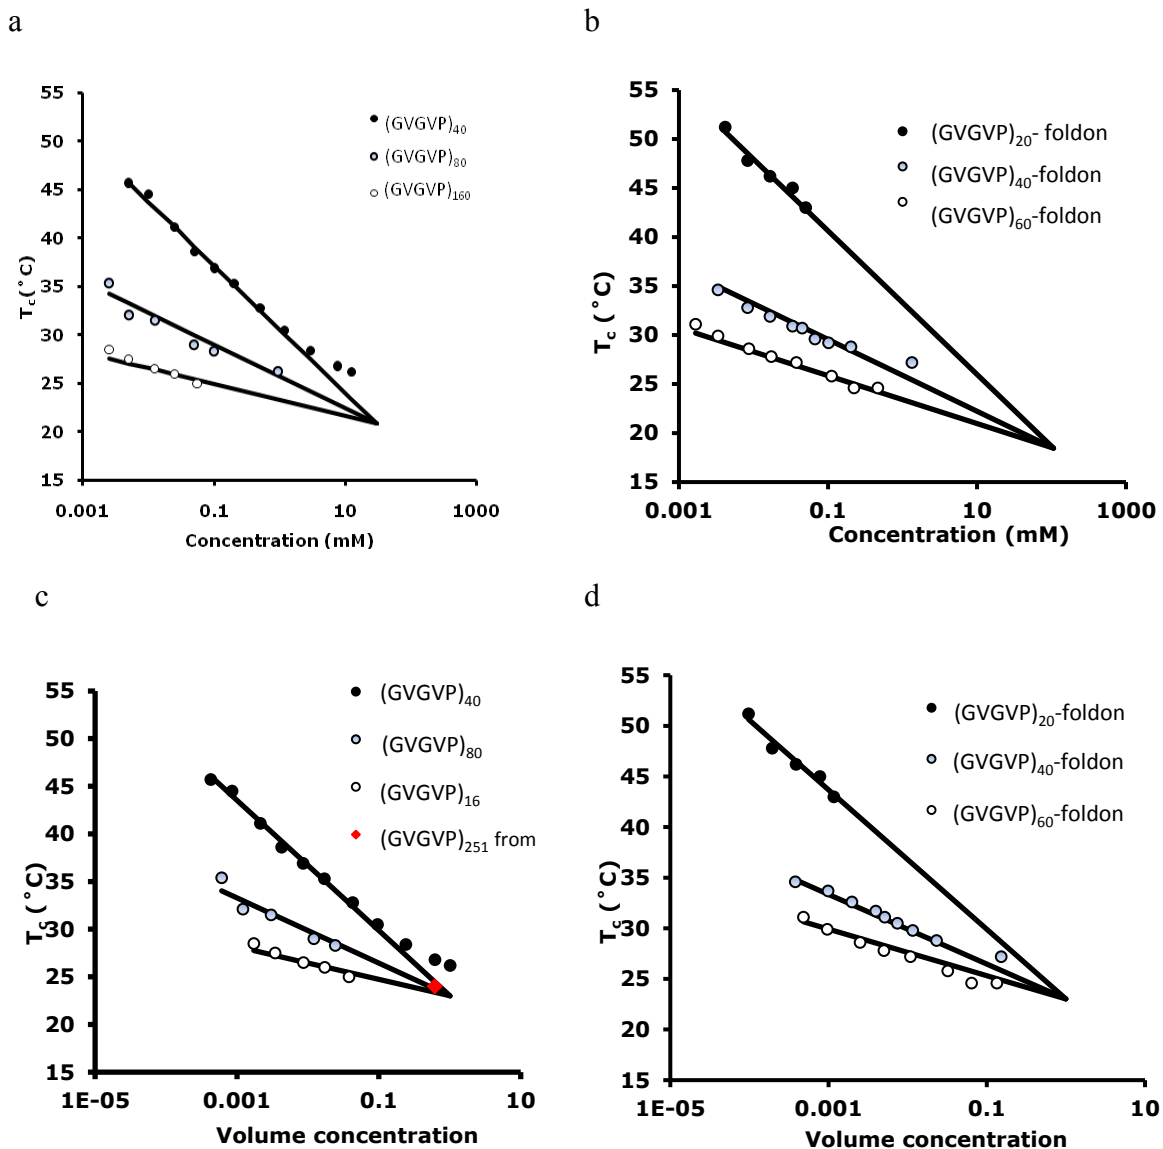 a
55
50
45
40
35
30
25
20
15
T_c (°C)
0.001
0.1
10
1000
Concentration (mM)
(GVGVP)40
(GVGVP)80
(GVGVP)160
b
55
50
45
40
35
30
25
20
15
T_c (°C)
0.001
0.1
10
1000
Concentration (mM)
(GVGVP)20- foldon
(GVGVP)40-foldon
(GVGVP)60-foldon
c
55
50
45
40
35
30
25
20
15
T_c (°C)
1E-05
0.001
0.1
10
Volume concentration
(GVGVP)40
(GVGVP)80
(GVGVP)16
(GVGVP)251 from
d
55
50
45
40
35
30
25
20
15
T_c (°C)
1E-05
0.001
0.1
10
Volume concentration
(GVGVP)20-foldon
(GVGVP)40-foldon
(GVGVP)60-foldon